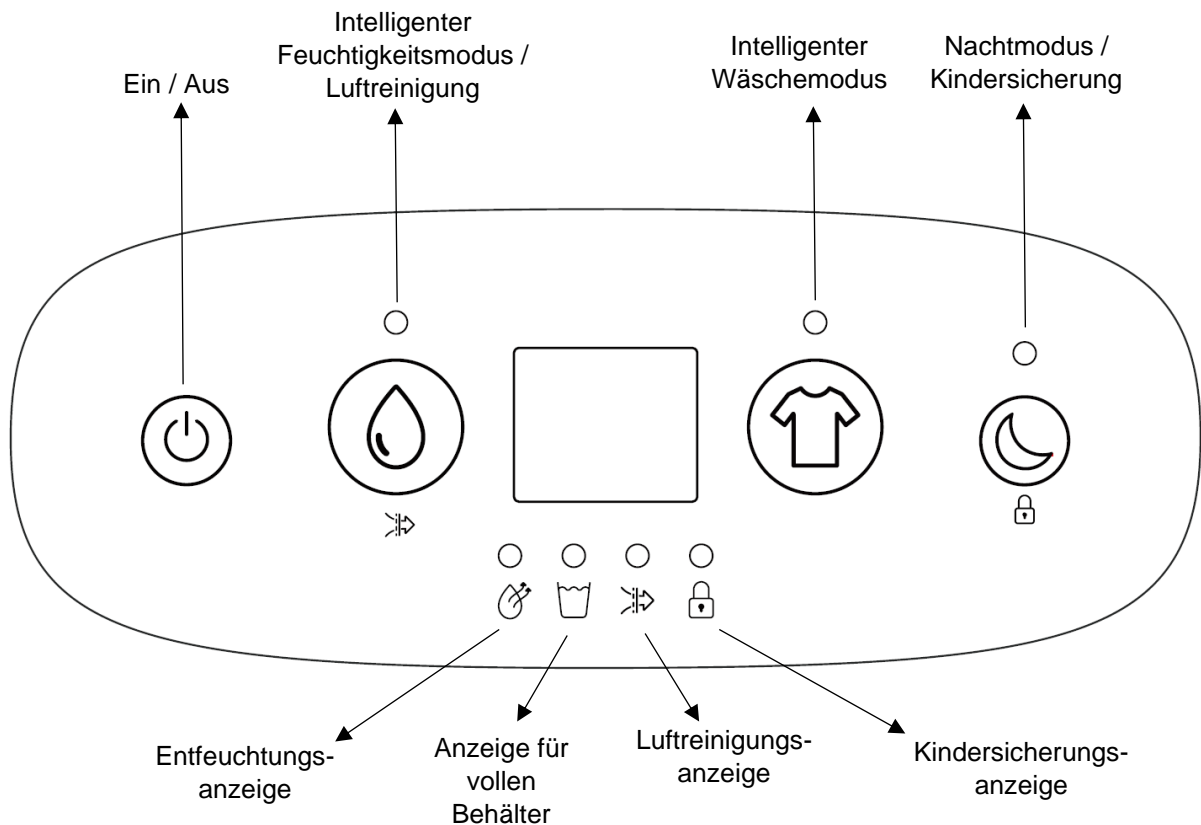 Ein / Aus
Intelligenter
Feuchtigkeitsmodus /
Luftreinigung
Intelligenter
Wäschemodus
Nachtmodus /
Kindersicherung
Entfeuchtungs-
anzeige
Anzeige für
vollen
Behälter
Luftreinigungs-
anzeige
Kindersicherungs-
anzeige